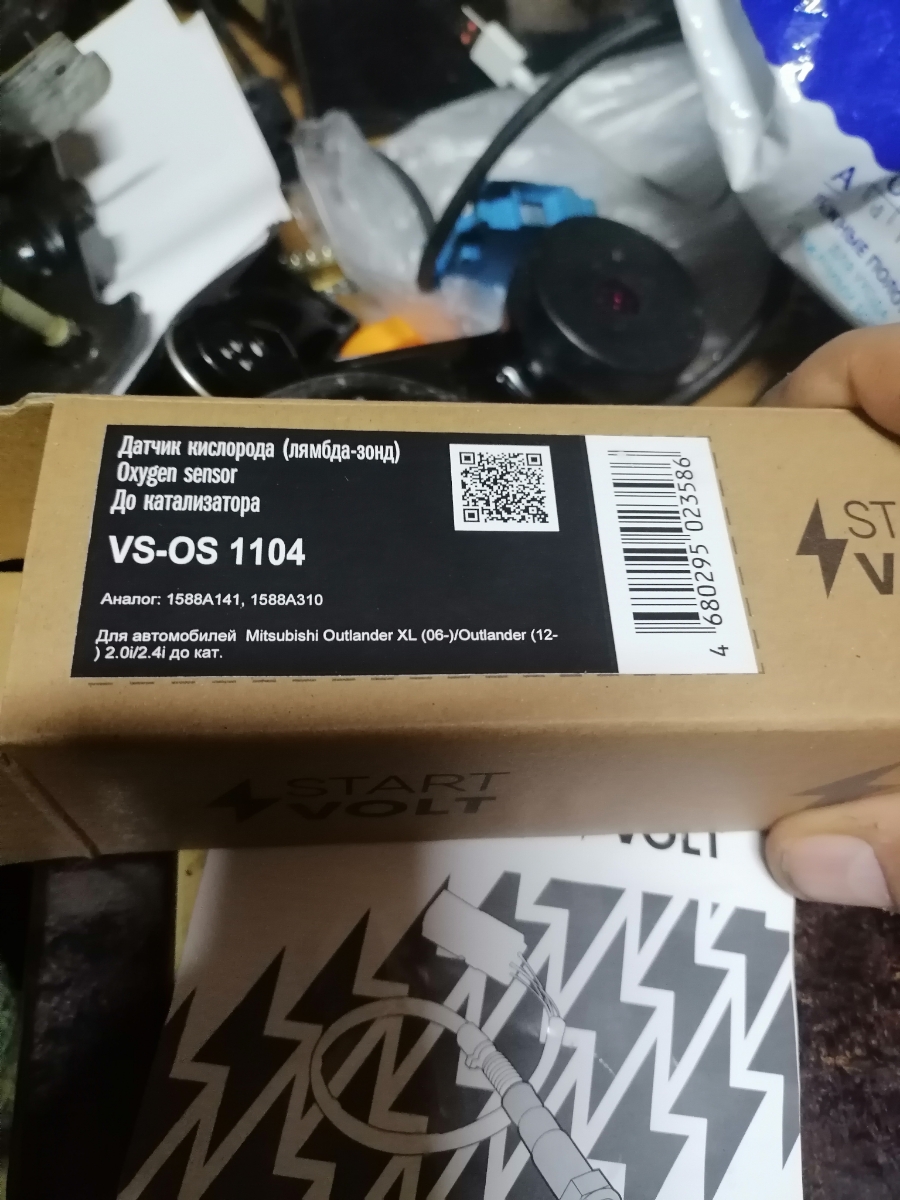 Датчик кислорода (лямбда-зонд)
Oxygen sensor
До катализатора
VS-OS 1104
Аналог: 1588A141, 1588A310
Для автомобилей Mitsubishi Outlander XL (06-)/Outlander (12-
) 2.0i/2.4i до кат.
4 680295 023586
START
VOLT
VOLT